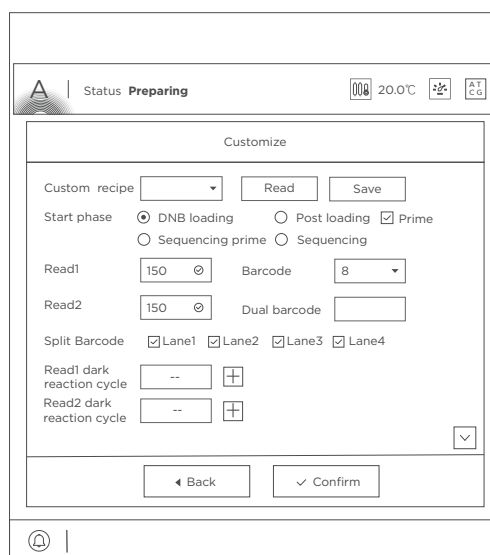 A Status Preparing 20.0℃ A T
C G
Customize
Custom recipe Read Save
Start phase DNB loading Post loading Prime
Sequencing prime Sequencing
Read1 150 Barcode 8
Read2 150 Dual barcode
Split Barcode Lane1 Lane2 Lane3 Lane4
Read1 dark
reaction cycle -- +
Read2 dark
reaction cycle -- +
Back Confirm